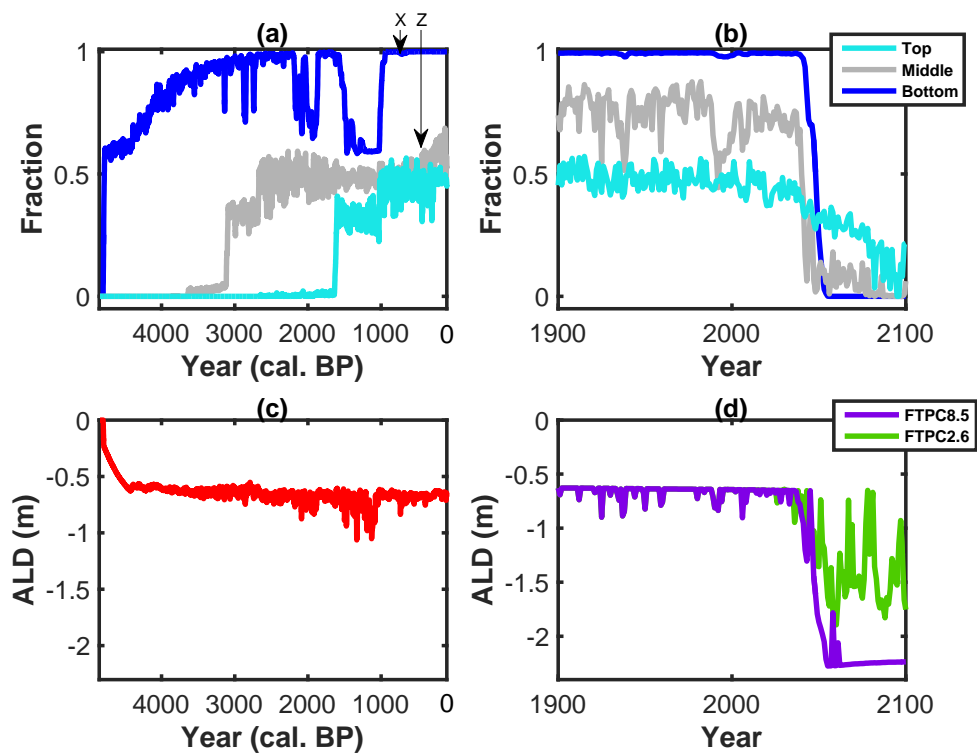 (a)
X
Z
1
0.5
0
Fraction
4000
3000
2000
1000
0
Year (cal. BP)
(b)
Top
Middle
Bottom
1
0.5
0
Fraction
1900
2000
2100
Year
(c)
0
-0.5
-1
-1.5
-2
ALD (m)
4000
3000
2000
1000
0
Year (cal. BP)
(d)
FTPC8.5
FTPC2.6
0
-0.5
-1
-1.5
-2
ALD (m)
1900
2000
2100
Year